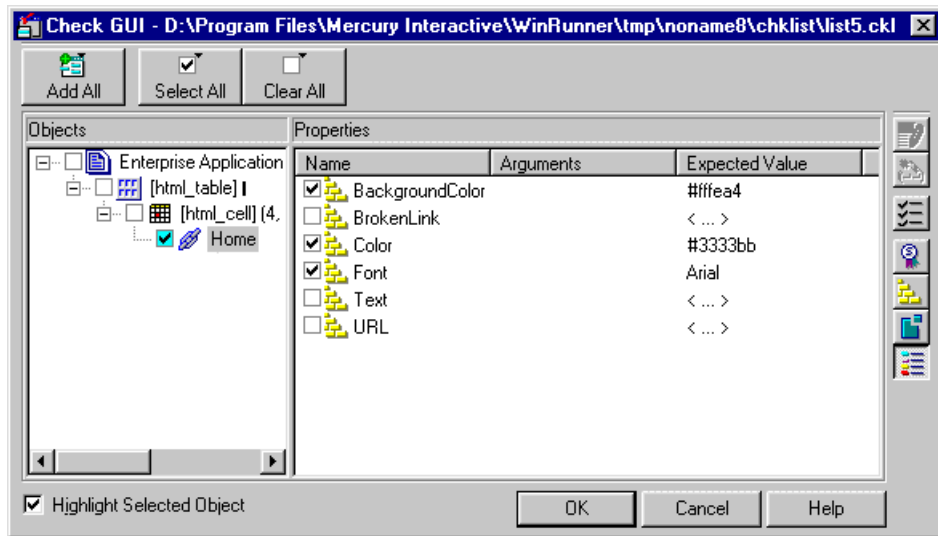 Check GUI - D:\Program Files\Mercury Interactive\WinRunner\tmp\noname8\chklist\list5.ckl
Add All Select All Clear All
Objects Properties
Enterprise Application
[html_table]
[html_cell] (4,
Home
Name Arguments Expected Value
BackgroundColor #fffea4
BrokenLink < ... >
Color #3333bb
Font Arial
Text < ... >
URL < ... >
Highlight Selected Object
OK Cancel Help